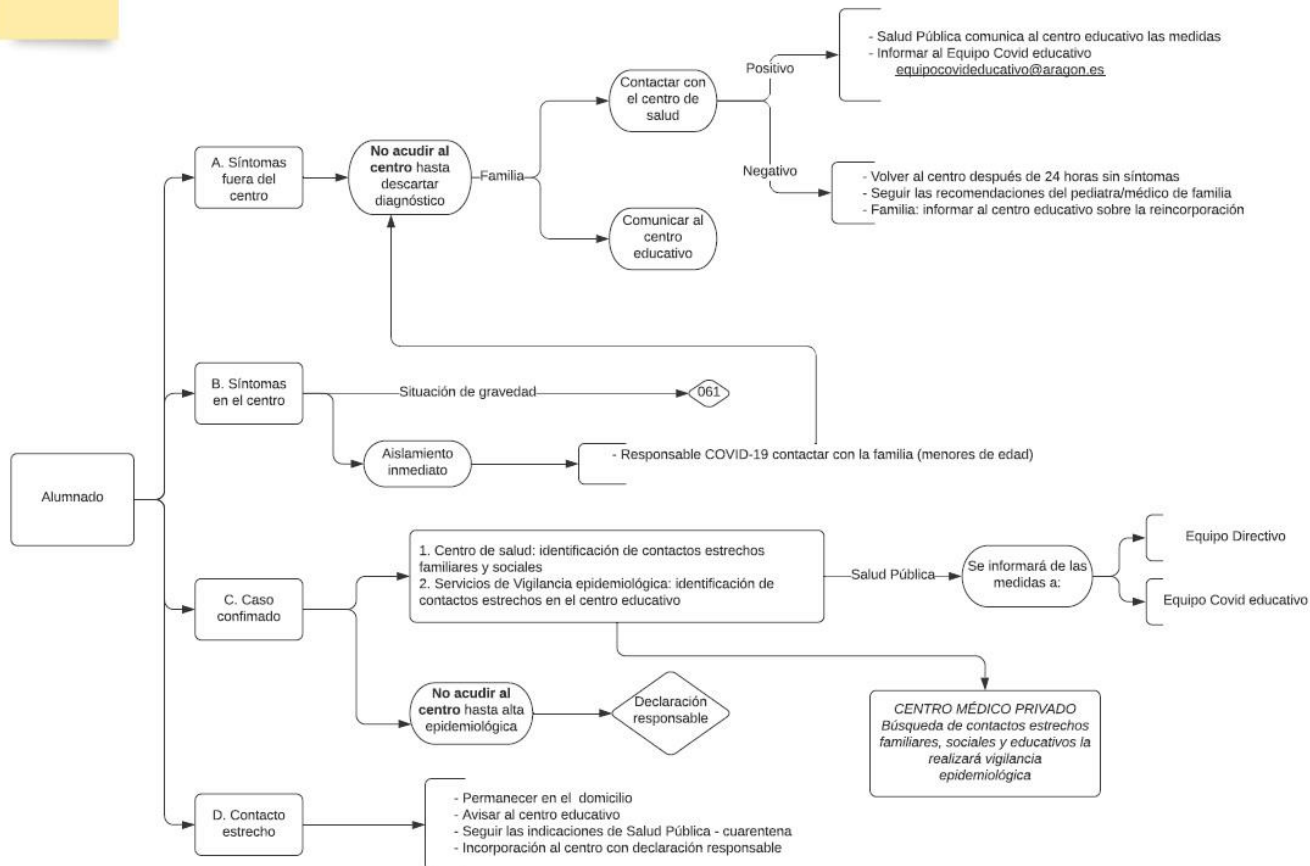 - Salud Pública comunica al centro educativo las medidas
- Informar al Equipo Covid educativo
equipocovideducativo@aragon.es
Positivo
Contactar con
el centro de
salud
A. Síntomas
fuera del
centro
No acudir al
centro hasta
descartar
diagnóstico
Familia
Negativo
- Volver al centro después de 24 horas sin síntomas
- Seguir las recomendaciones del pediatra/médico de familia
- Familia: informar al centro educativo sobre la reincorporación
Comunicar al
centro
educativo
B. Síntomas
en el centro
Situación de gravedad
061
Aislamiento
inmediato
- Responsable COVID-19 contactar con la familia (menores de edad)
Alumnado
C. Caso
confimado
1. Centro de salud: identificación de contactos estrechos
familiares y sociales
2. Servicios de Vigilancia epidemiológica: identificación de
contactos estrechos en el centro educativo
Salud Pública
Se informará de las
medidas a:
Equipo Directivo
Equipo Covid educativo
No acudir al
centro hasta alta
epidemiológica
Declaración
responsable
CENTRO MÉDICO PRIVADO
Búsqueda de contactos estrechos
familiares, sociales y educativos la
realizará vigilancia
epidemiológica
D. Contacto
estrecho
- Permanecer en el domicilio
- Avisar al centro educativo
- Seguir las indicaciones de Salud Pública - cuarentena
- Incorporación al centro con declaración responsable